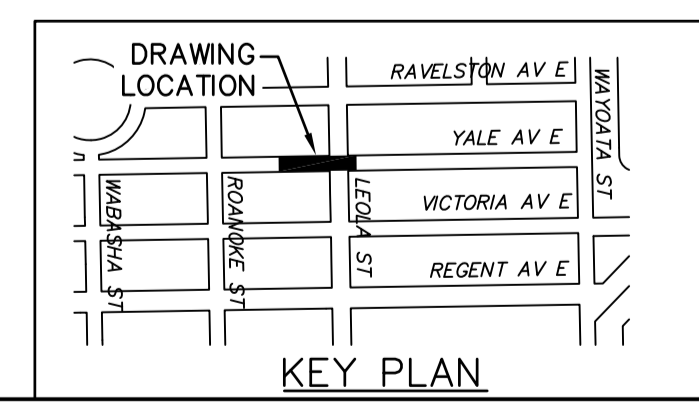 DRAWING
LOCATION
RAVELSTON AV E
YALE AV E
VICTORIA AV E
REGENT AV E
WABASHA ST
ROANOKE ST
LEOLA ST
WAYOATA ST
KEY PLAN